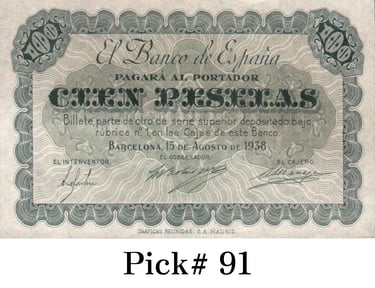 100 100
El Banco de España
PAGARÁ AL PORTADOR
CIEN PESETAS
Billete parte de otro de serie superior depositado bajo
rúbrica nº 1 en las Cajas de este Banco.
BARCELONA, 15 DE AGOSTO DE 1938
EL INTERVENTOR, EL GOBERNADOR, EL CAJERO,
GRÁFICAS REUNIDAS, S. A. MADRID
Pick# 91